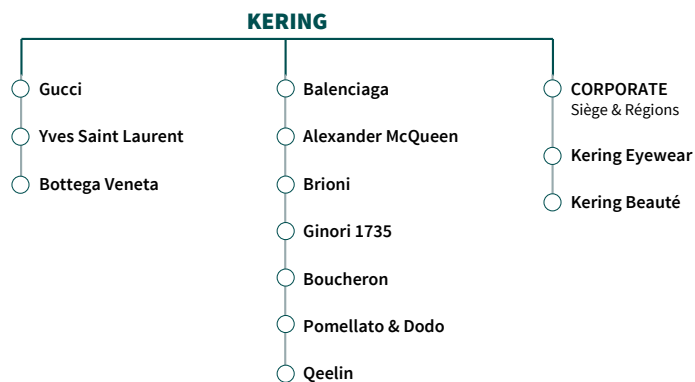 KERING
Gucci
Yves Saint Laurent
Bottega Veneta
Balenciaga
Alexander McQueen
Brioni
Ginori 1735
Boucheron
Pomellato & Dodo
Qeelin
CORPORATE
Siège & Régions
Kering Eyewear
Kering Beauté